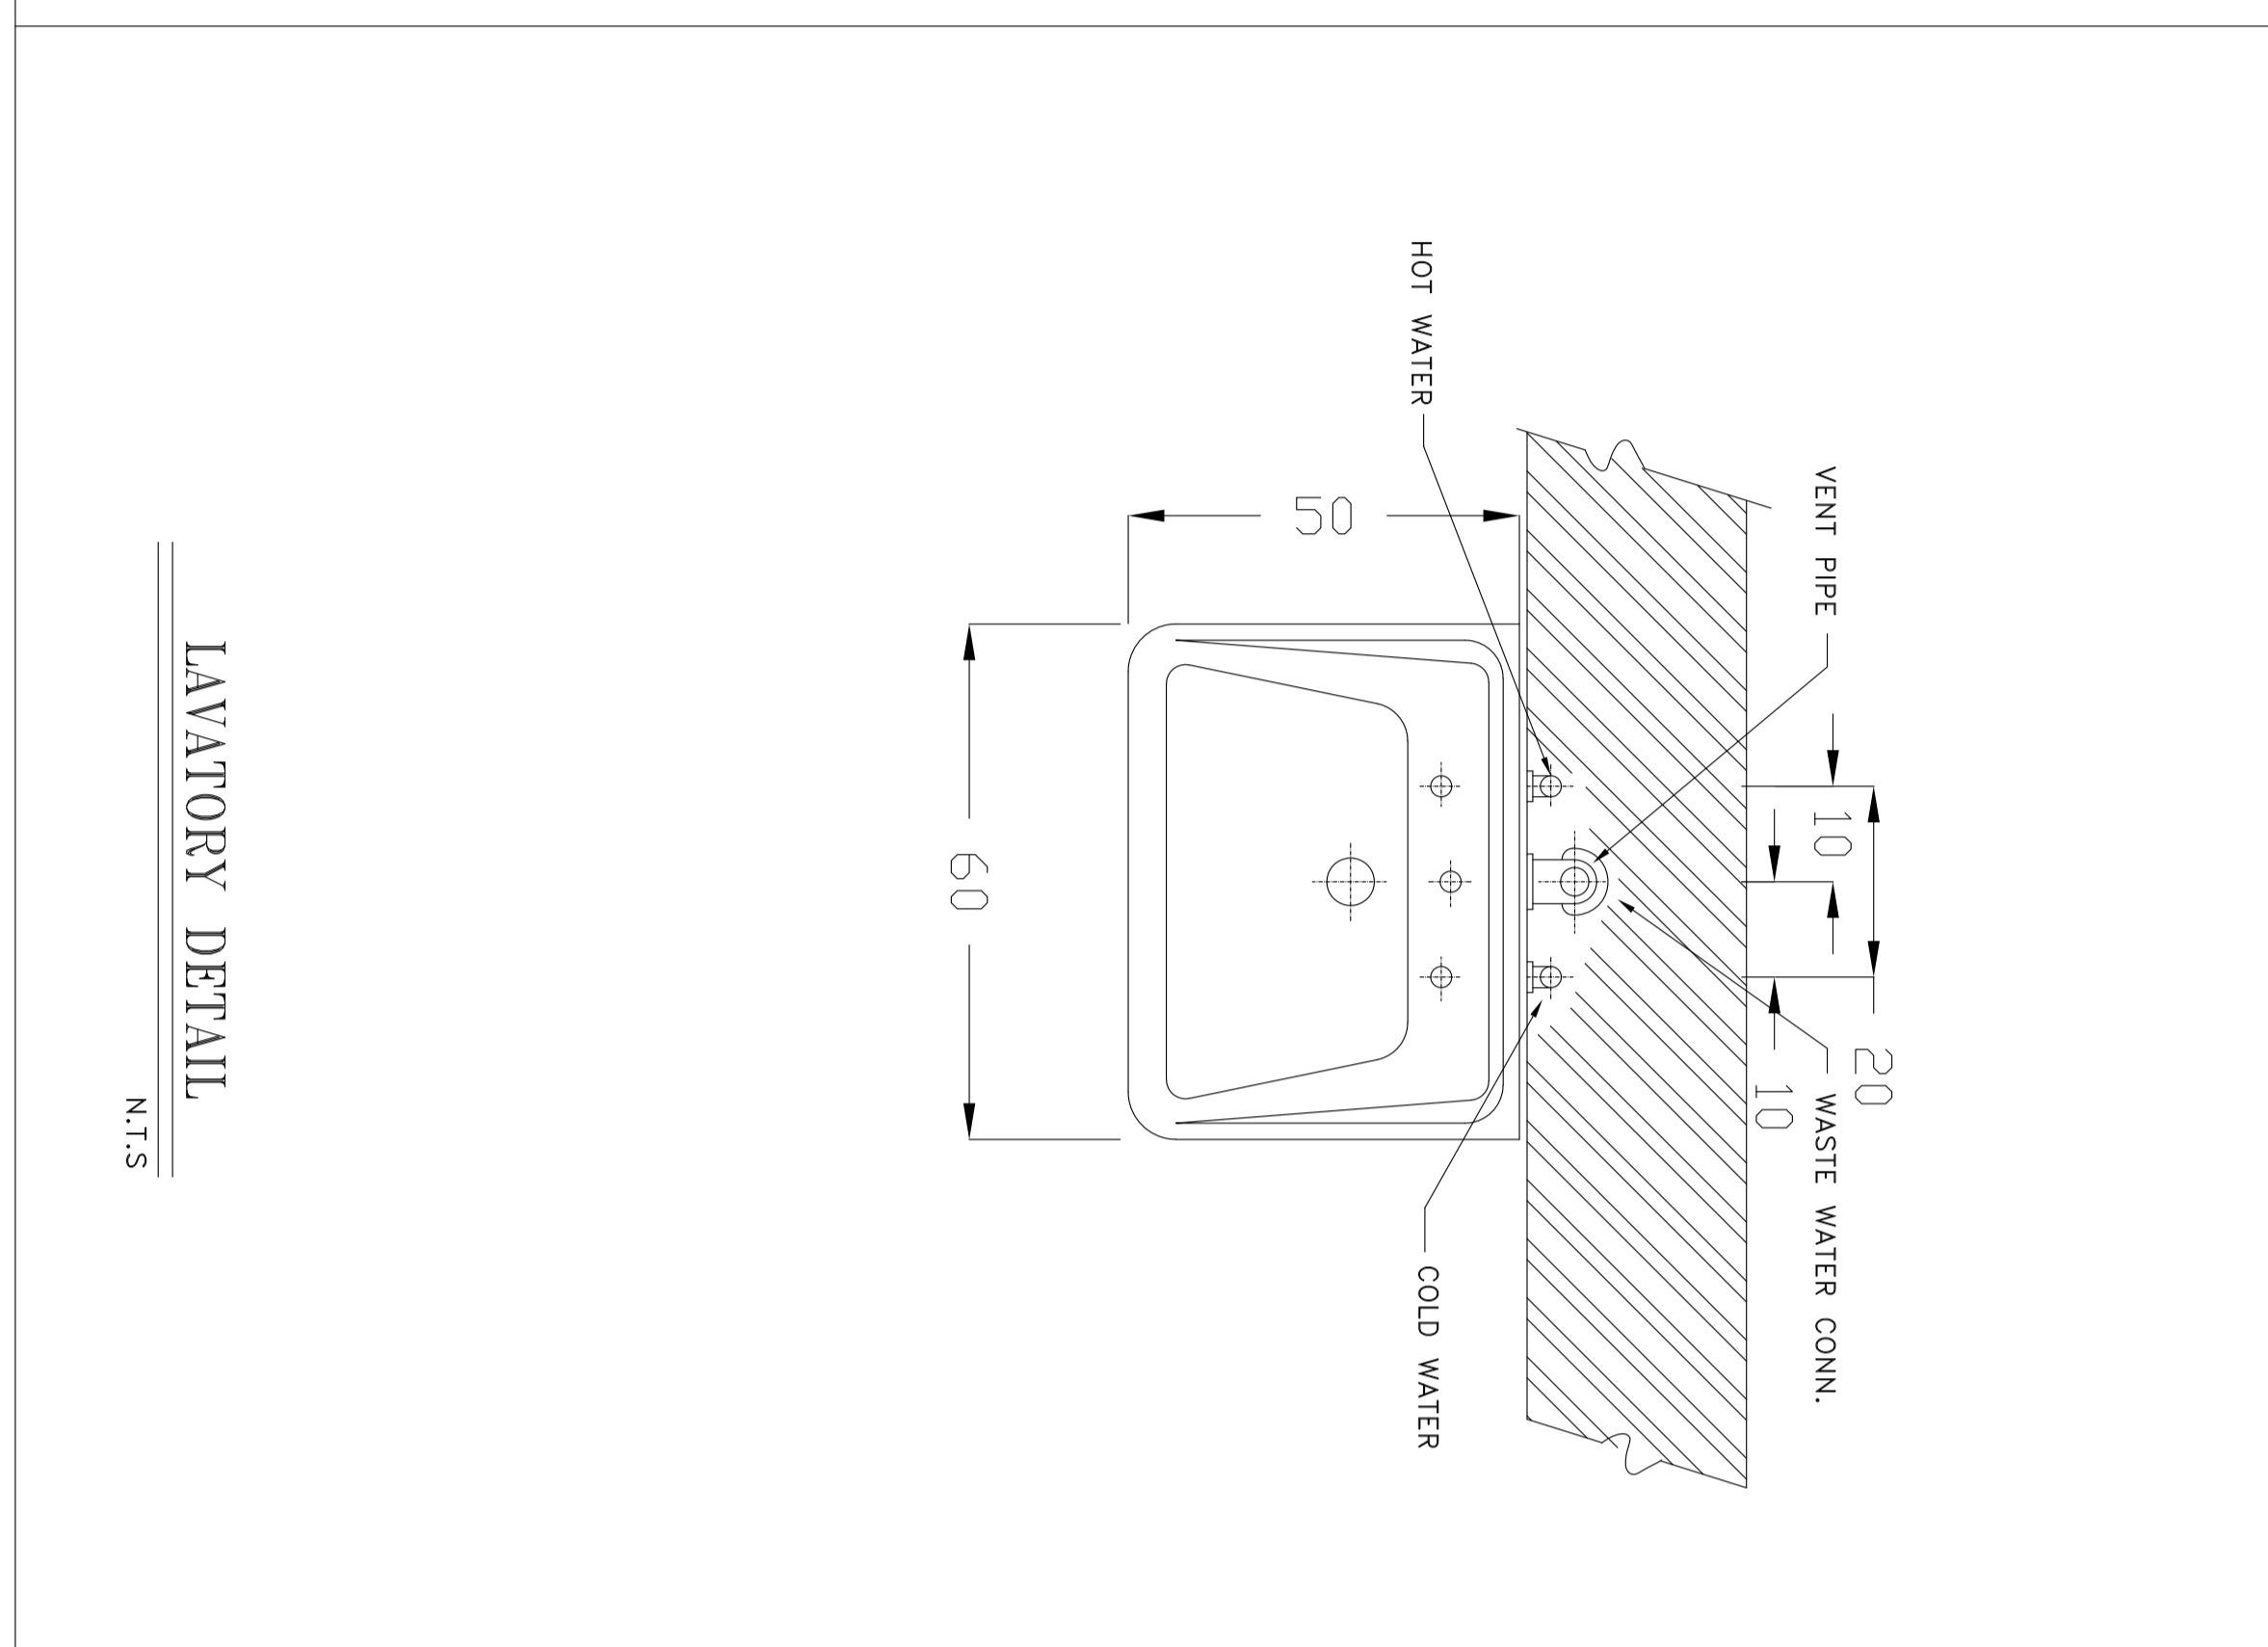 20
10
VENT PIPE
WASTE WATER CONN.
10
HOT WATER
COLD WATER
50
60
LAVATORY DETAIL
N.T.S